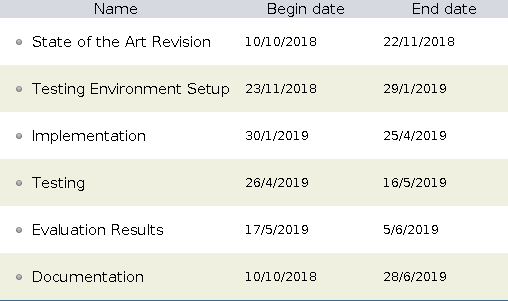 Name Begin date End date
State of the Art Revision 10/10/2018 22/11/2018
Testing Environment Setup 23/11/2018 29/1/2019
Implementation 30/1/2019 25/4/2019
Testing 26/4/2019 16/5/2019
Evaluation Results 17/5/2019 5/6/2019
Documentation 10/10/2018 28/6/2019